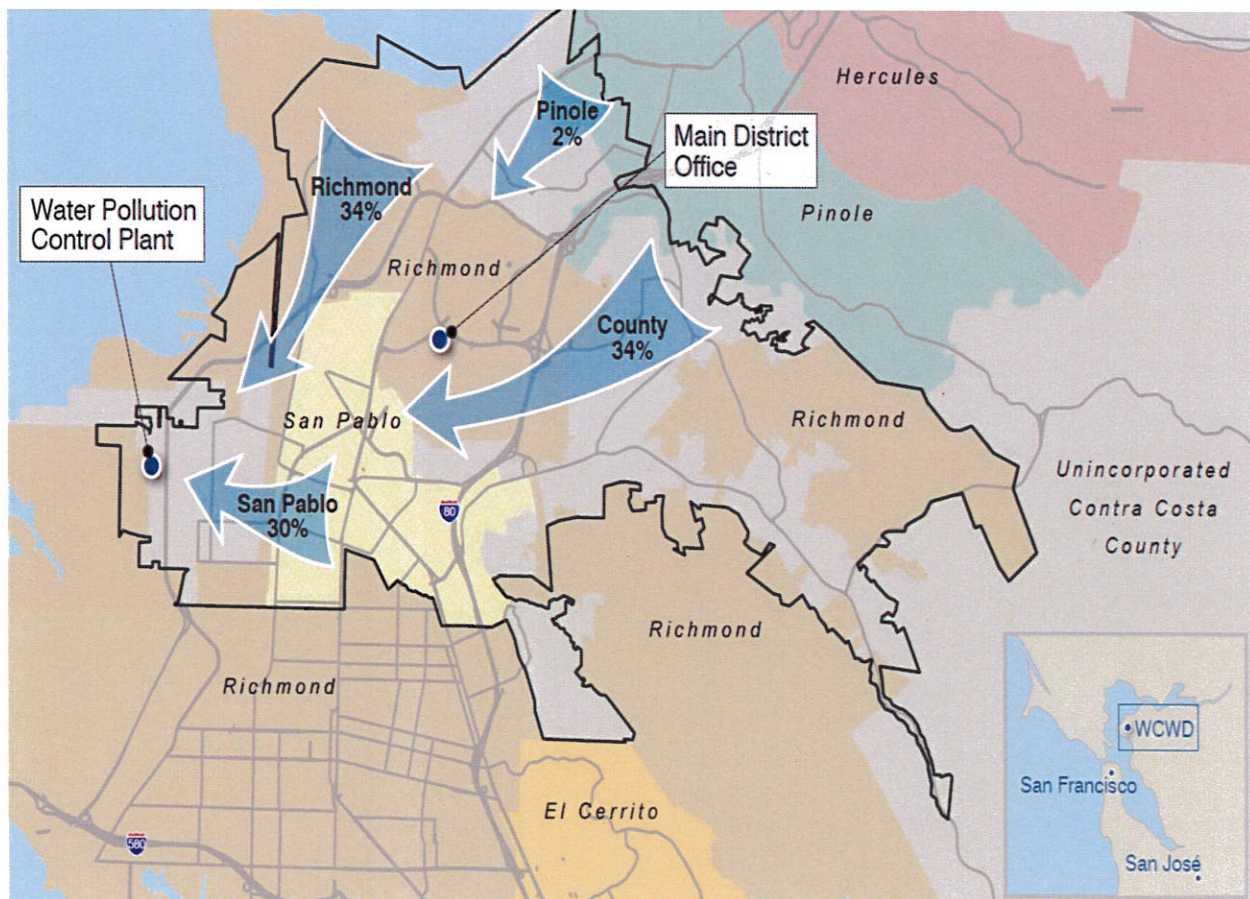 Hercules
Pinole
2%
Main District
Office
Richmond
34%
Water Pollution
Control Plant
Pinole
Richmond
County
34%
San Pablo
Richmond
Unincorporated
Contra Costa
County
San Pablo
30%
80
Richmond
Richmond
WCWD
San Francisco
El Cerrito
580
San José